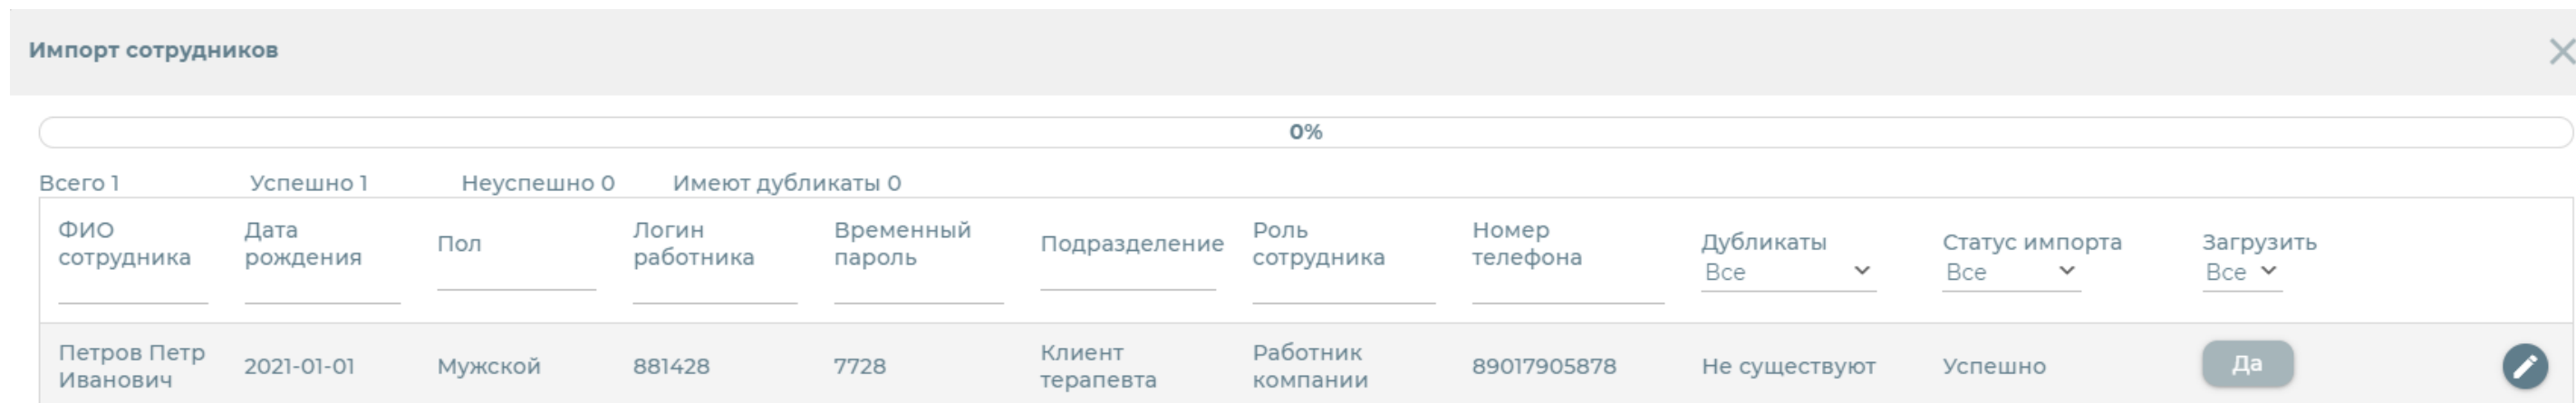 Импорт сотрудников
0%
Всего 1 Успешно 1 Неуспешно 0 Имеют дубликаты 0
ФИО сотрудника
Дата рождения
Пол
Логин работника
Временный пароль
Подразделение
Роль сотрудника
Номер телефона
Дубликаты
Все
Статус импорта
Все
Загрузить
Все
Петров Петр Иванович
2021-01-01
Мужской
881428
7728
Клиент терапевта
Работник компании
89017905878
Не существуют
Успешно
Да